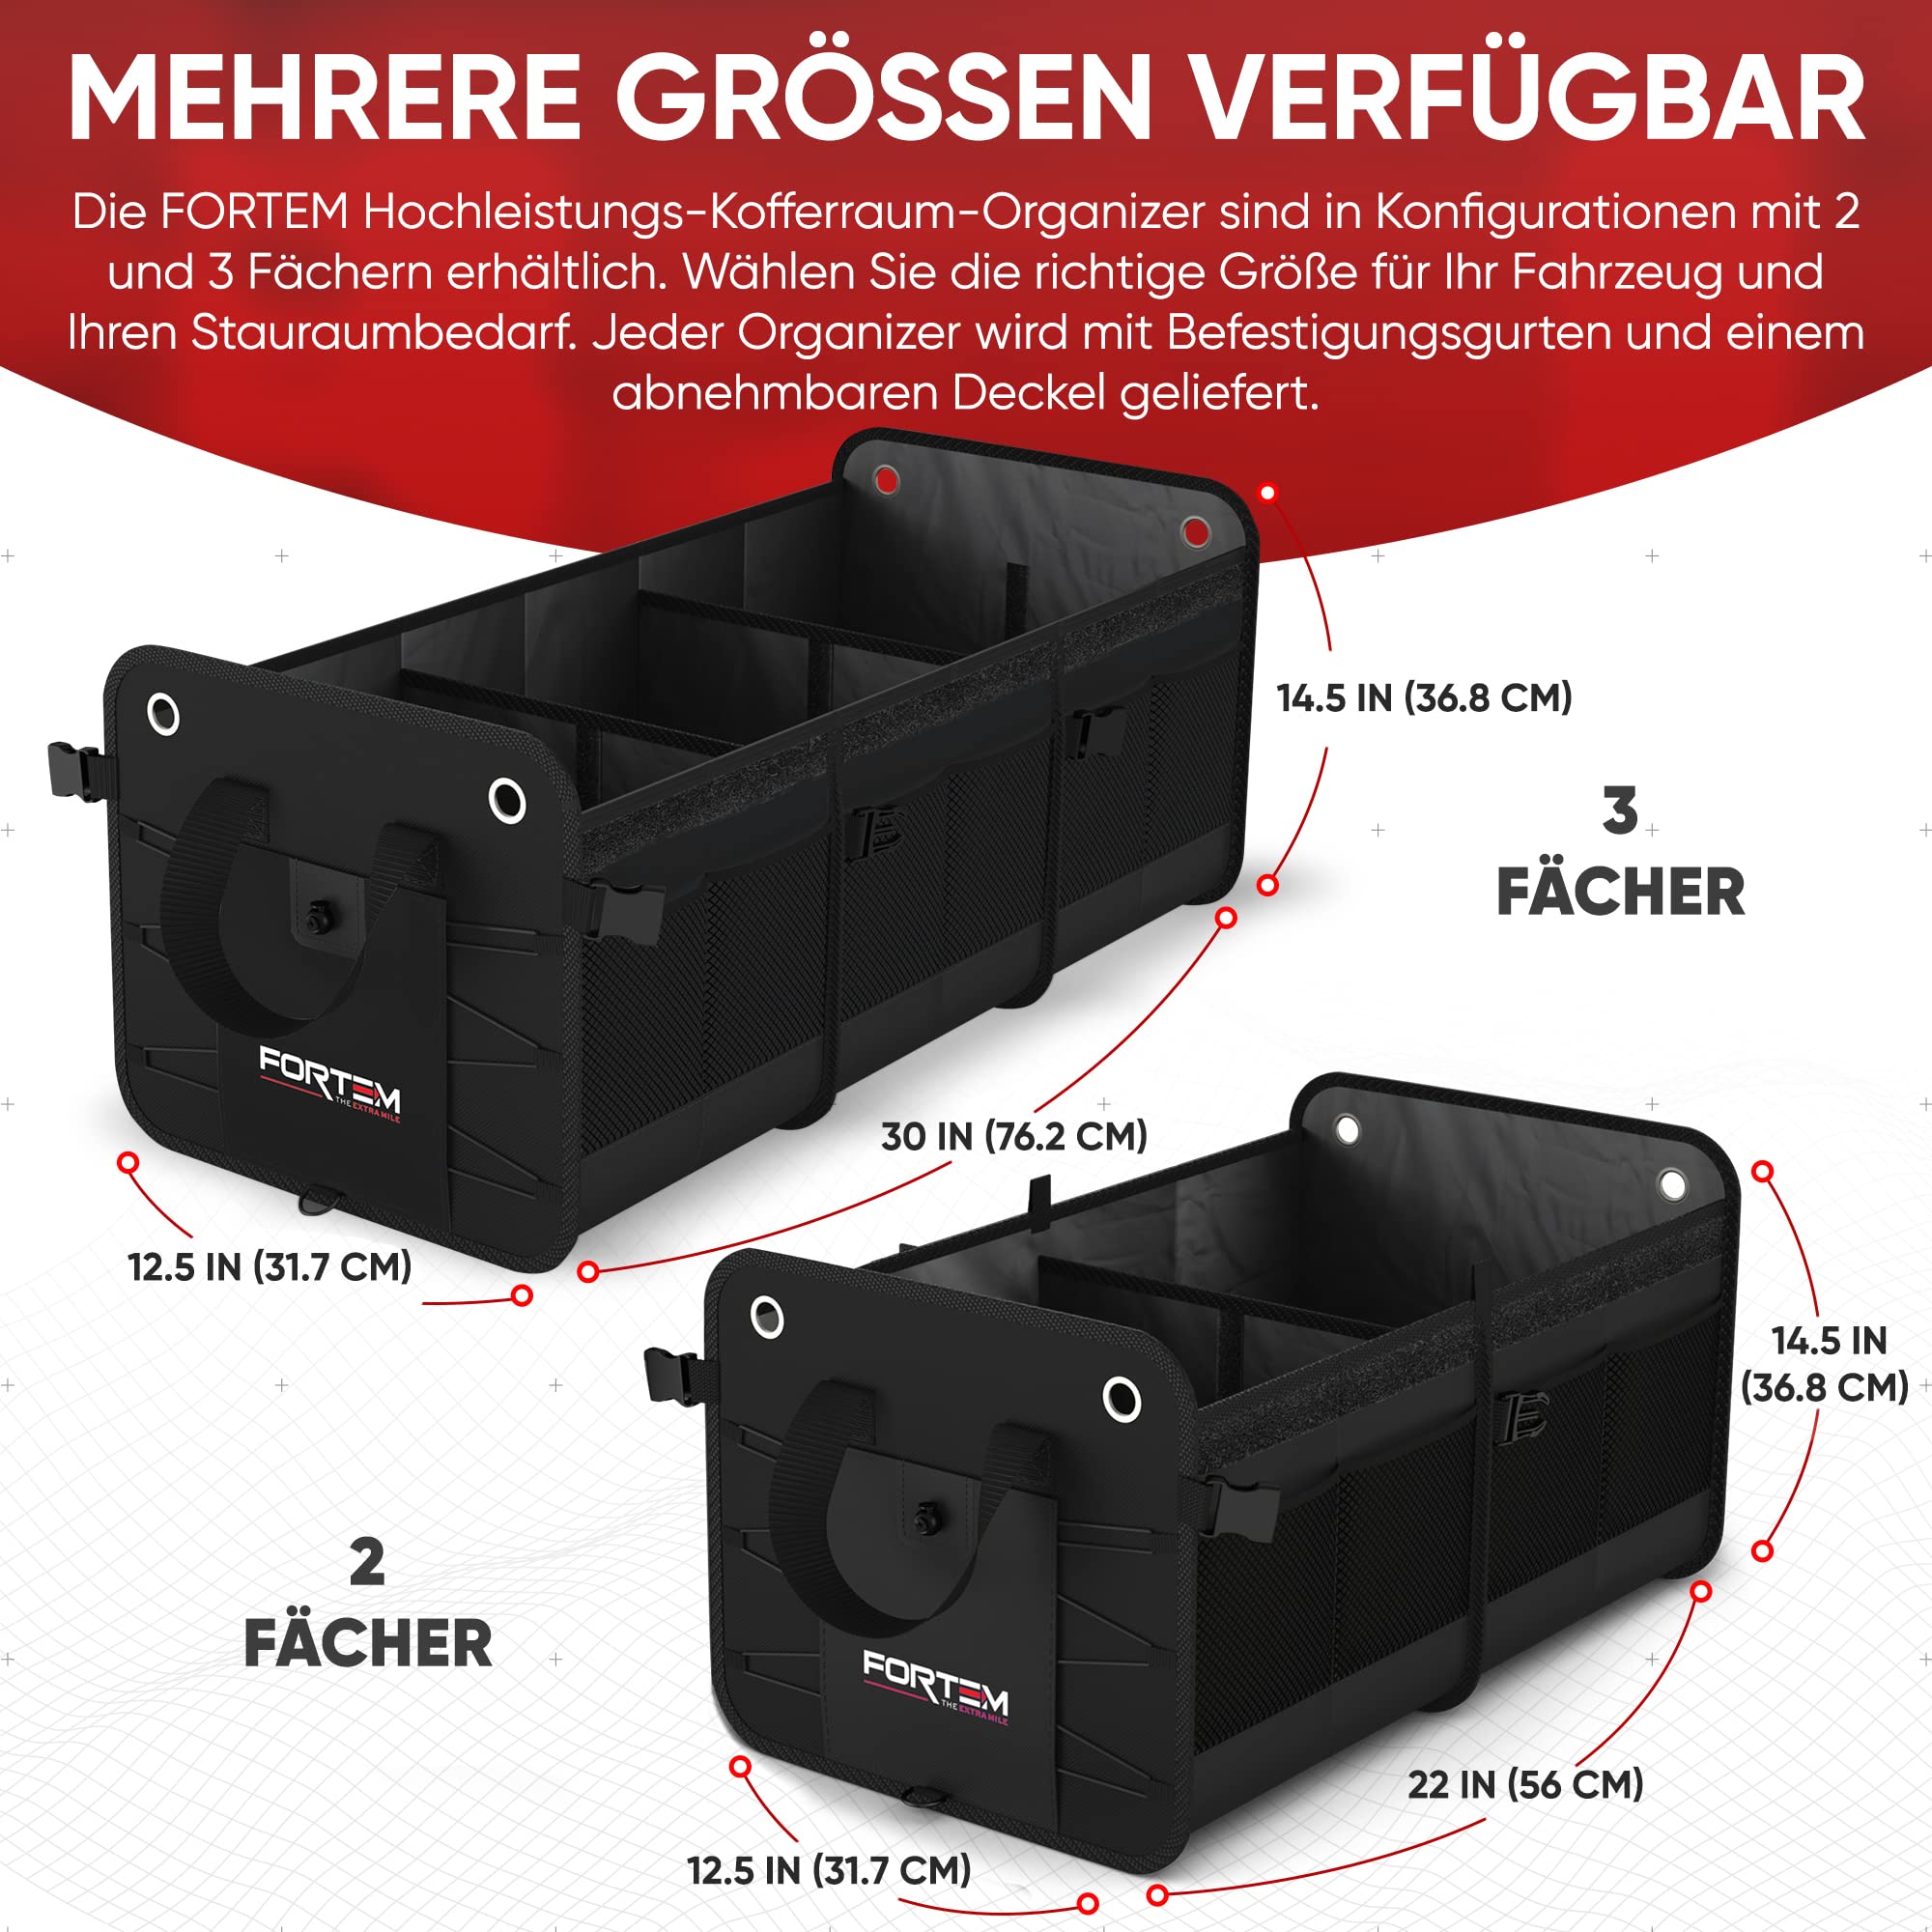 MEHRERE GRÖSSEN VERFÜGBAR
Die FORTEM Hochleistungs-Kofferraum-Organizer sind in Konfigurationen mit 2
und 3 Fächern erhältlich. Wählen Sie die richtige Größe für Ihr Fahrzeug und
Ihren Stauraumbedarf. Jeder Organizer wird mit Befestigungsgurten und einem
abnehmbaren Deckel geliefert.
14.5 IN (36.8 CM)
3
FÄCHER
FORTEM
THE EXTRA MILE
30 IN (76.2 CM)
12.5 IN (31.7 CM)
14.5 IN
(36.8 CM)
2
FÄCHER
FORTEM
THE EXTRA MILE
22 IN (56 CM)
12.5 IN (31.7 CM)